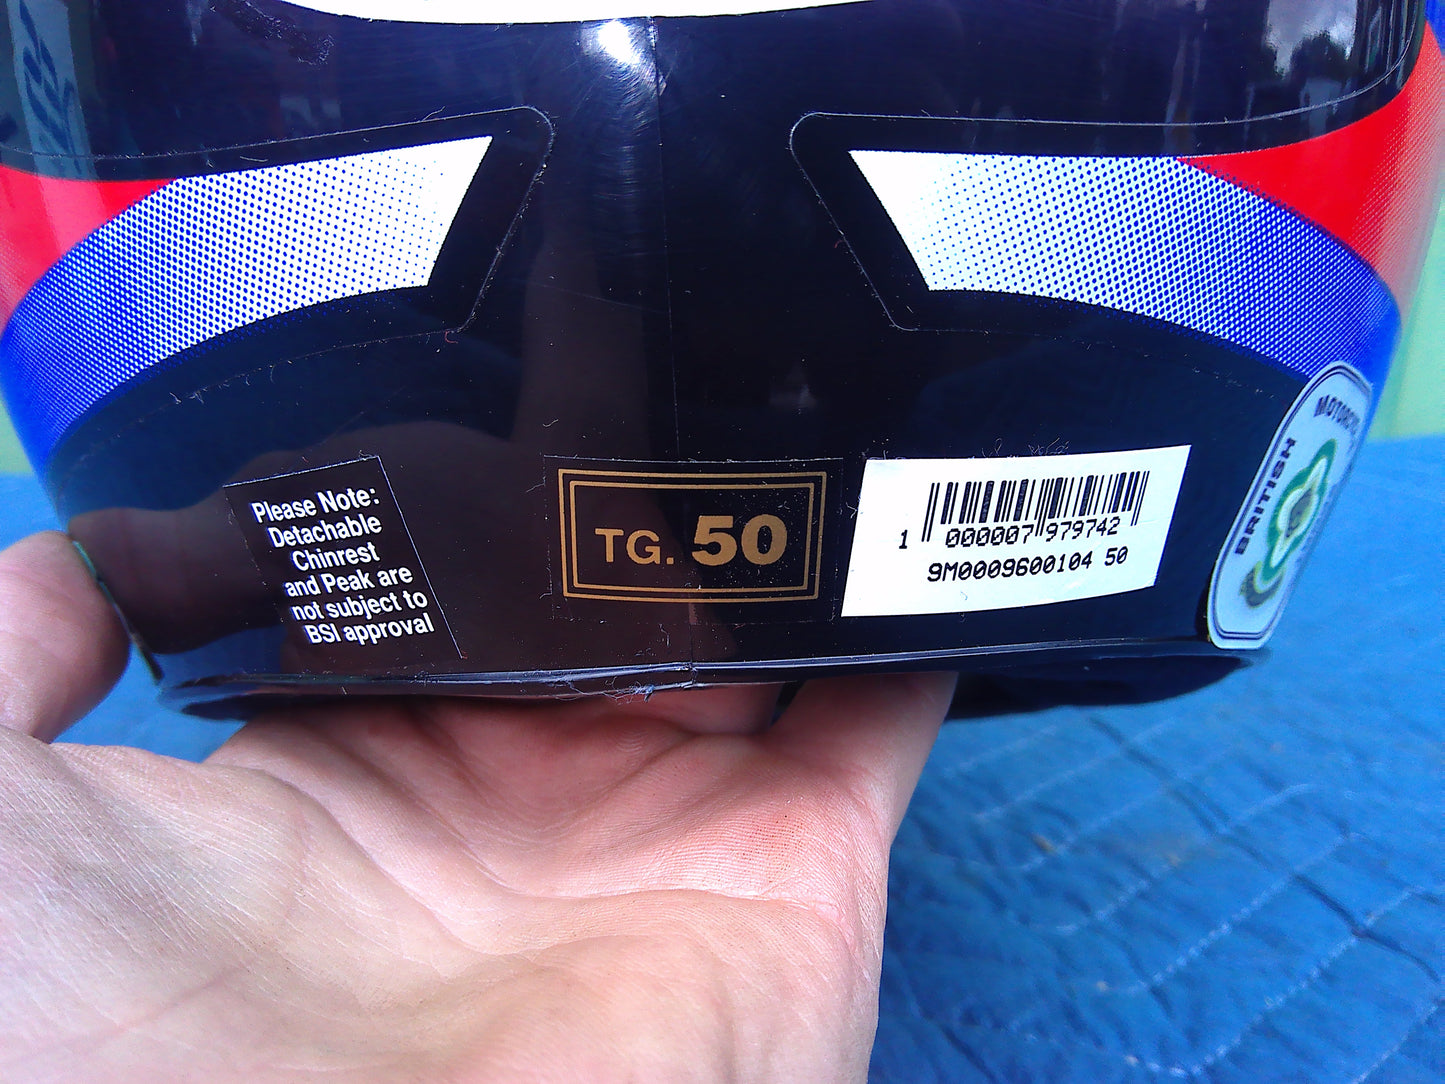 Please Note:
Detachable
Chinrest
and Peak are
not subject to
BSI approval
TG. 50
1 000007 979742
9M0009600104 50
BRITISH